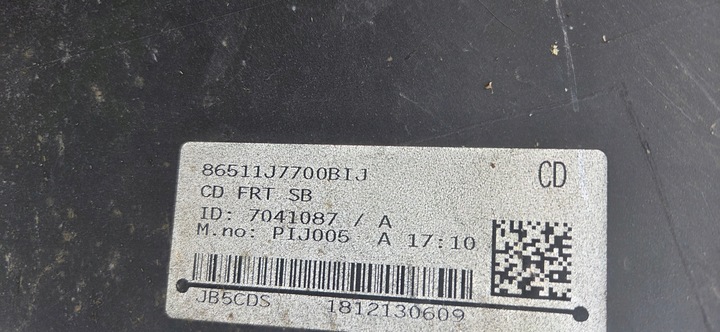 86511J7700BIJ
CD
CD FRT SB
ID: 7041087 / A
M.no: PIJ005 A 17:10
JB5CDS 1812130609